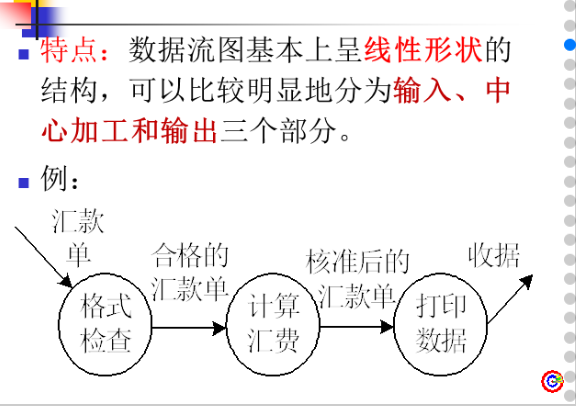 特点：数据流图基本上呈线性形状的
结构，可以比较明显地分为输入、中
心加工和输出三个部分。
例：
汇款
单
合格的
汇款单
核准后的
汇款单
收据
格式
检查
计算
汇费
打印
数据